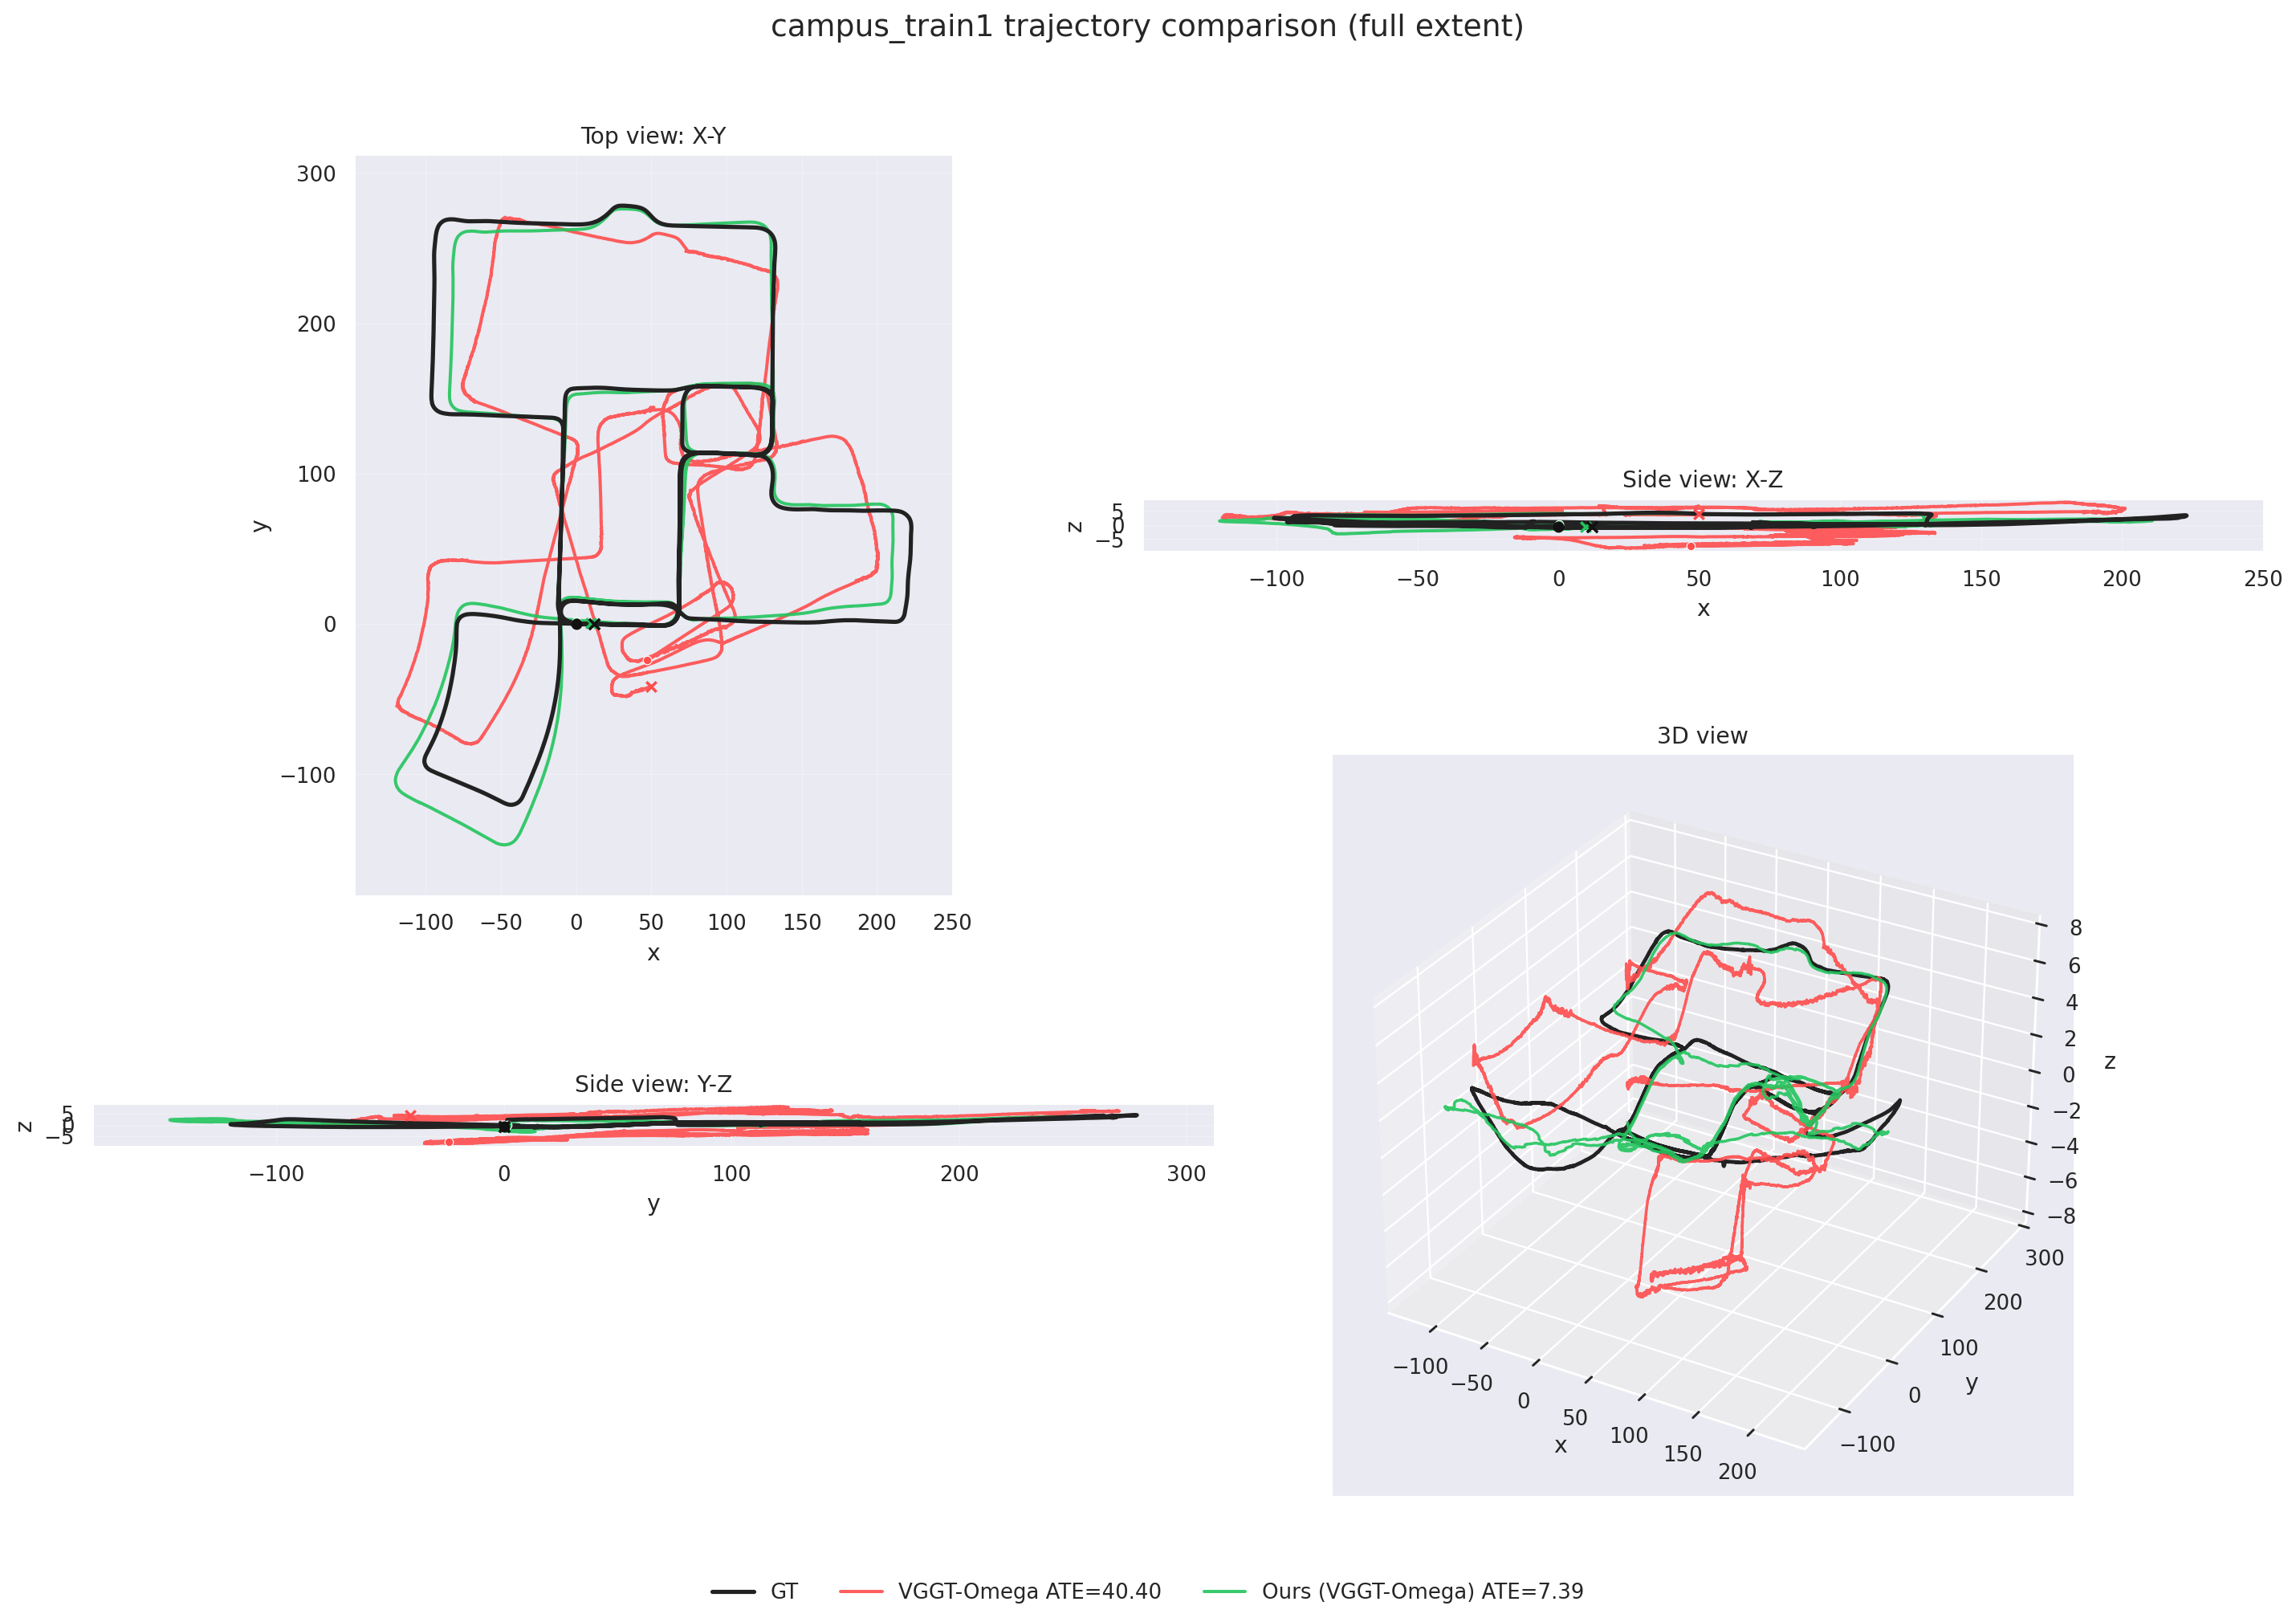 campus_train1 trajectory comparison (full extent)
Top view: X-Y
300
200
100
0
−100
y
−100 −50 0 50 100 150 200 250
x
Side view: X-Z
5
0
−5
z
−100 −50 0 50 100 150 200 250
x
3D view
8
6
4
2
0
−2
−4
−6
−8
z
300
200
100
0
−100
y
−100
−50
0
50
100
150
200
x
Side view: Y-Z
5
0
−5
z
−100 0 100 200 300
y
GT VGGT-Omega ATE=40.40 Ours (VGGT-Omega) ATE=7.39